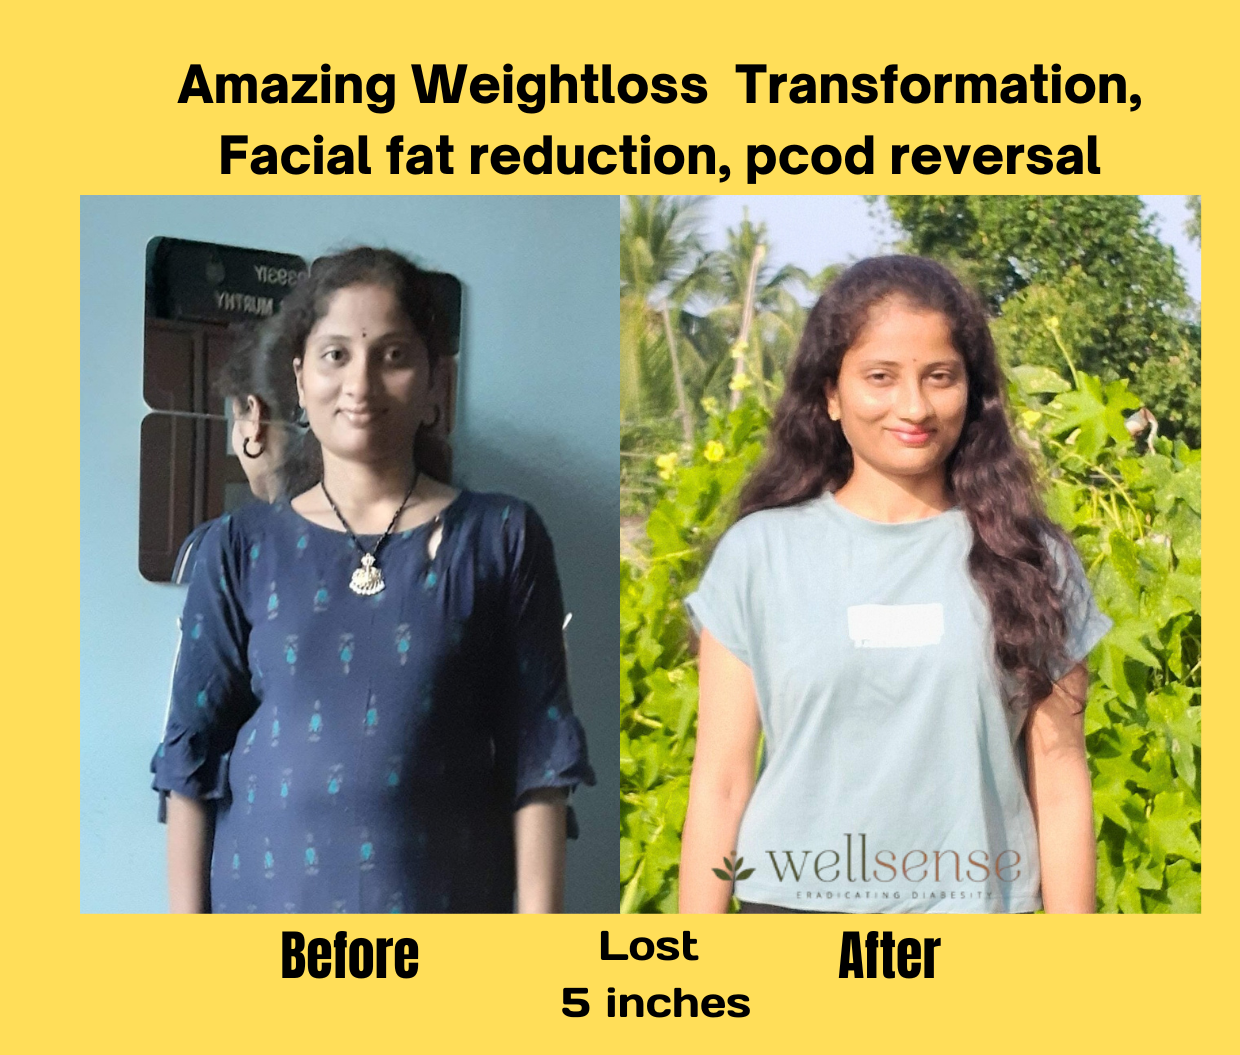 Amazing Weightloss Transformation,
Facial fat reduction, pcod reversal
wellsense
ERADICATING DIABESITY
Before
Lost
After
5 inches